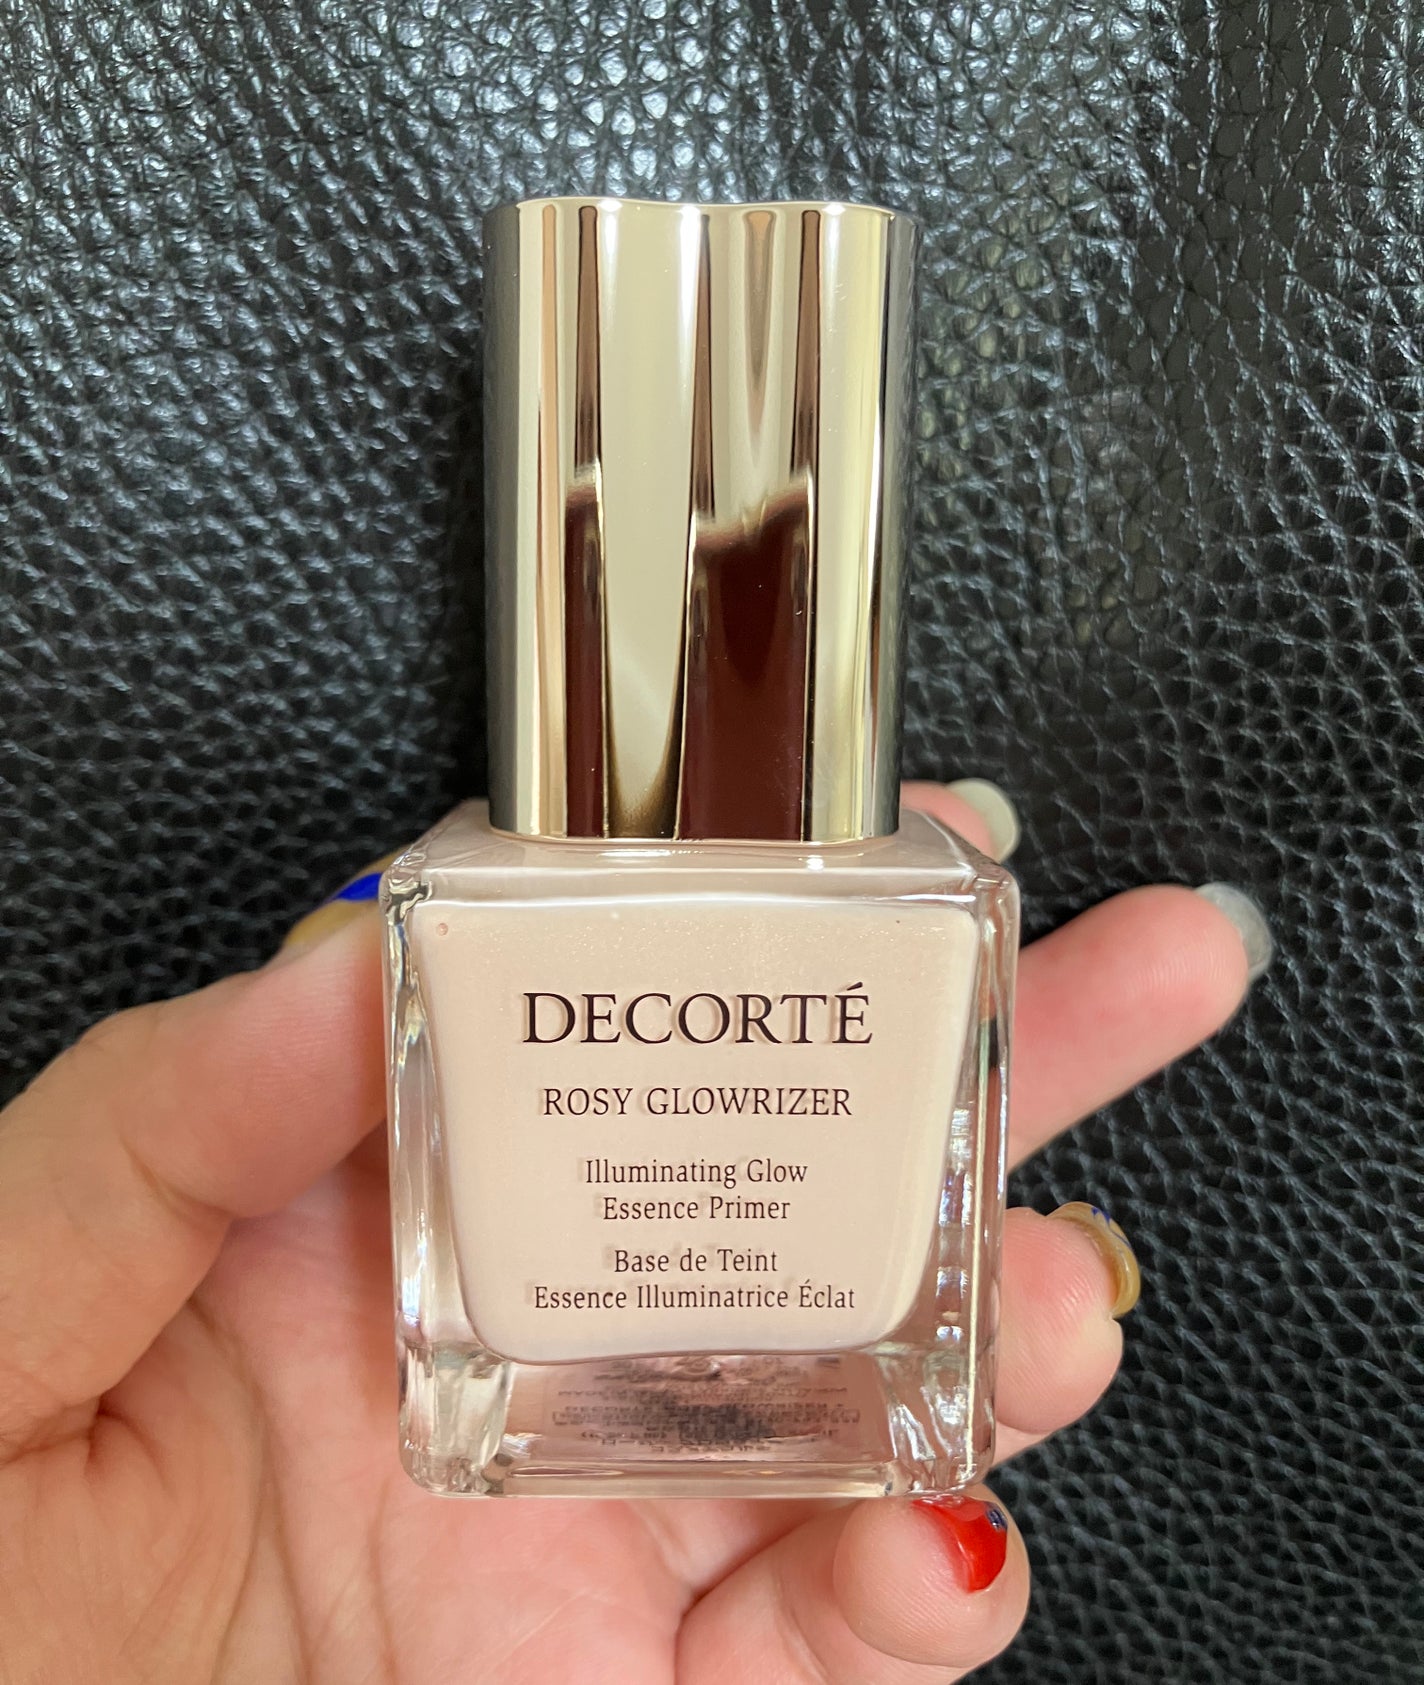 DECORTÉ
ROSY GLOWRIZER
Illuminating Glow
Essence Primer
Base de Teint
Essence Illuminatrice Éclat